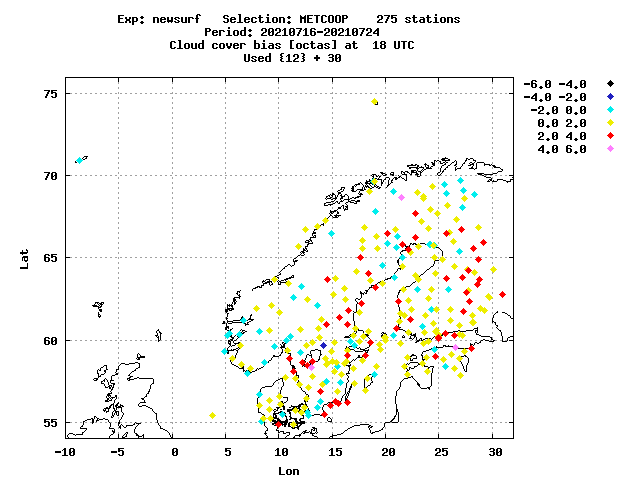 Exp: newsurf   Selection: METCOOP    275 stations
Period: 20210716-20210724
Cloud cover bias [octas] at  18 UTC
Used {12} + 30
-6.0 -4.0
-4.0 -2.0
-2.0 0.0
0.0 2.0
2.0 4.0
4.0 6.0
75
70
65
60
55
Lat
-10 -5 0 5 10 15 20 25 30
Lon